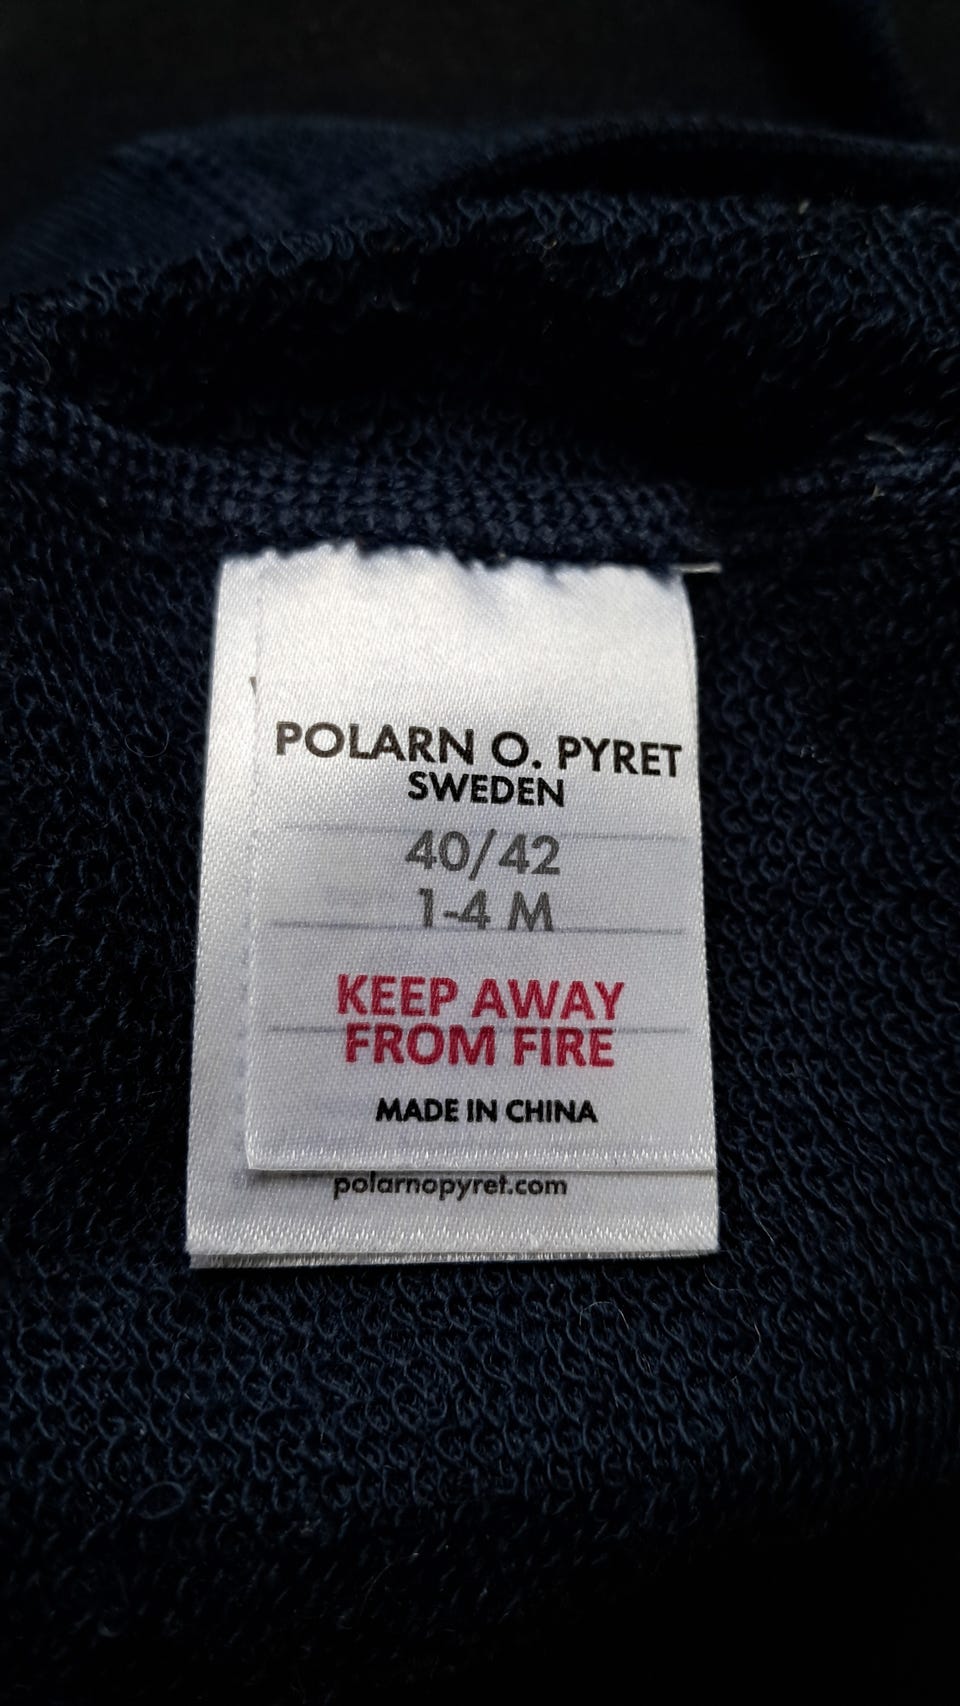 POLARN O. PYRET
SWEDEN
40/42
1-4 M
KEEP AWAY
FROM FIRE
MADE IN CHINA
polarnopyret.com